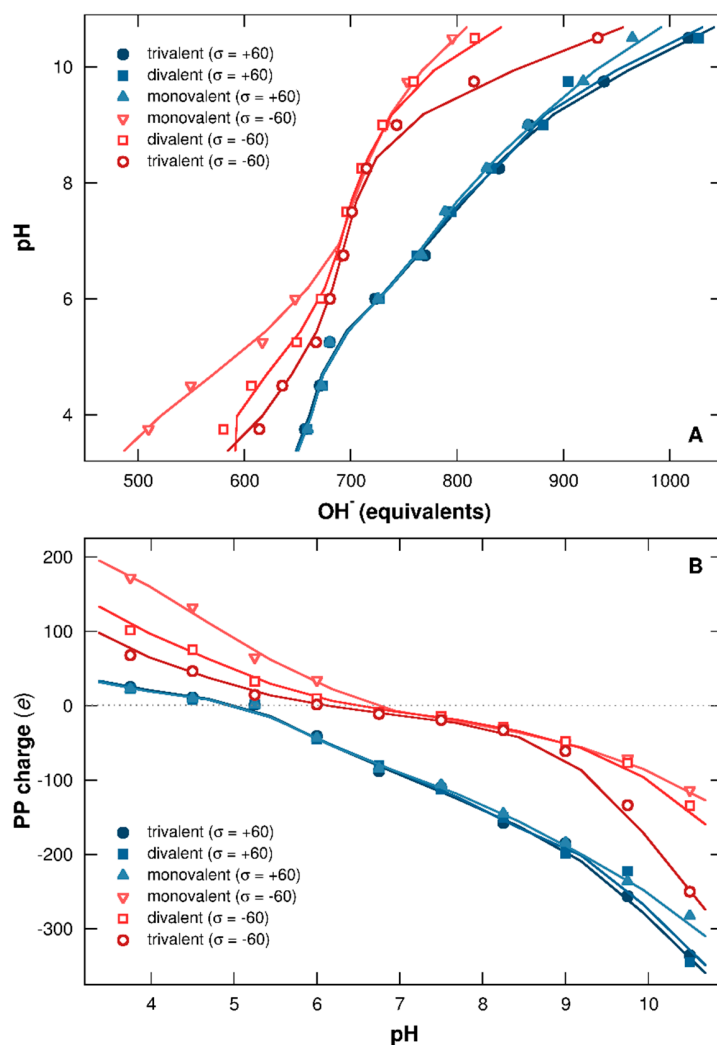 10
8
6
4
pH
trivalent (σ = +60)
divalent (σ = +60)
monovalent (σ = +60)
monovalent (σ = -60)
divalent (σ = -60)
trivalent (σ = -60)
A
500 600 700 800 900 1000
OH⁻ (equivalents)
B
200
100
0
-100
-200
-300
PP charge (e)
trivalent (σ = +60)
divalent (σ = +60)
monovalent (σ = +60)
monovalent (σ = -60)
divalent (σ = -60)
trivalent (σ = -60)
4 5 6 7 8 9 10
pH